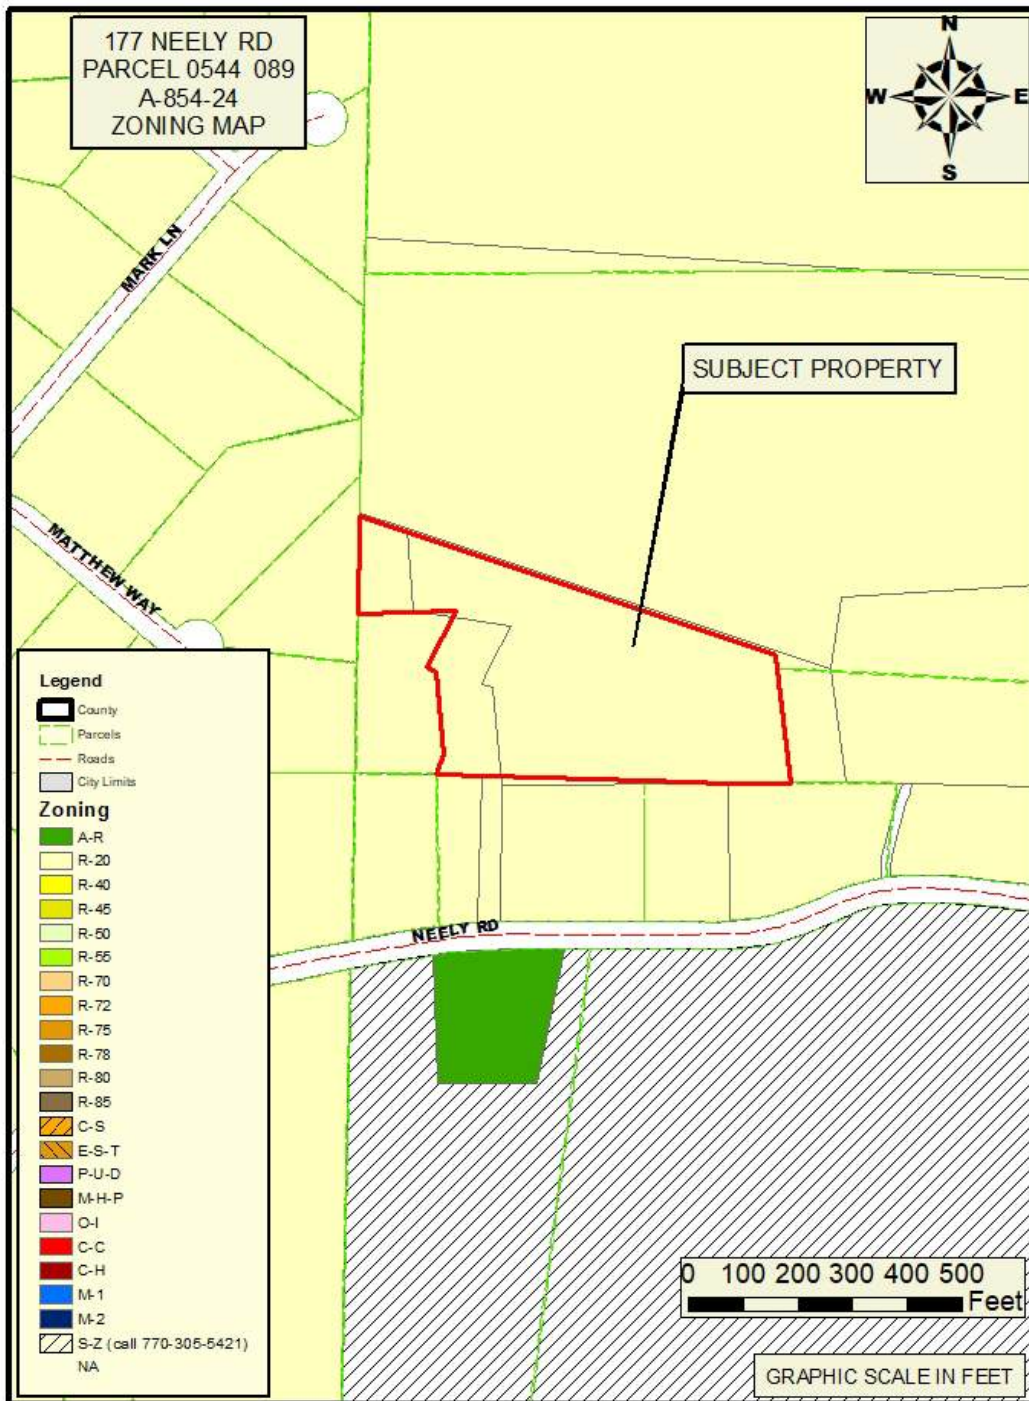 177 NEELY RD
PARCEL 0544 089
A-854-24
ZONING MAP
N
W
E
S
MARK LN
SUBJECT PROPERTY
MATTHEW WAY
NEELY RD
Legend
County
Parcels
Roads
City Limits
Zoning
A-R
R-20
R-40
R-45
R-50
R-55
R-70
R-72
R-75
R-78
R-80
R-85
C-S
E-S-T
P-U-D
M-H-P
O-I
C-C
C-H
M-1
M-2
S-Z (call 770-305-5421)
NA
0 100 200 300 400 500
Feet
GRAPHIC SCALE IN FEET